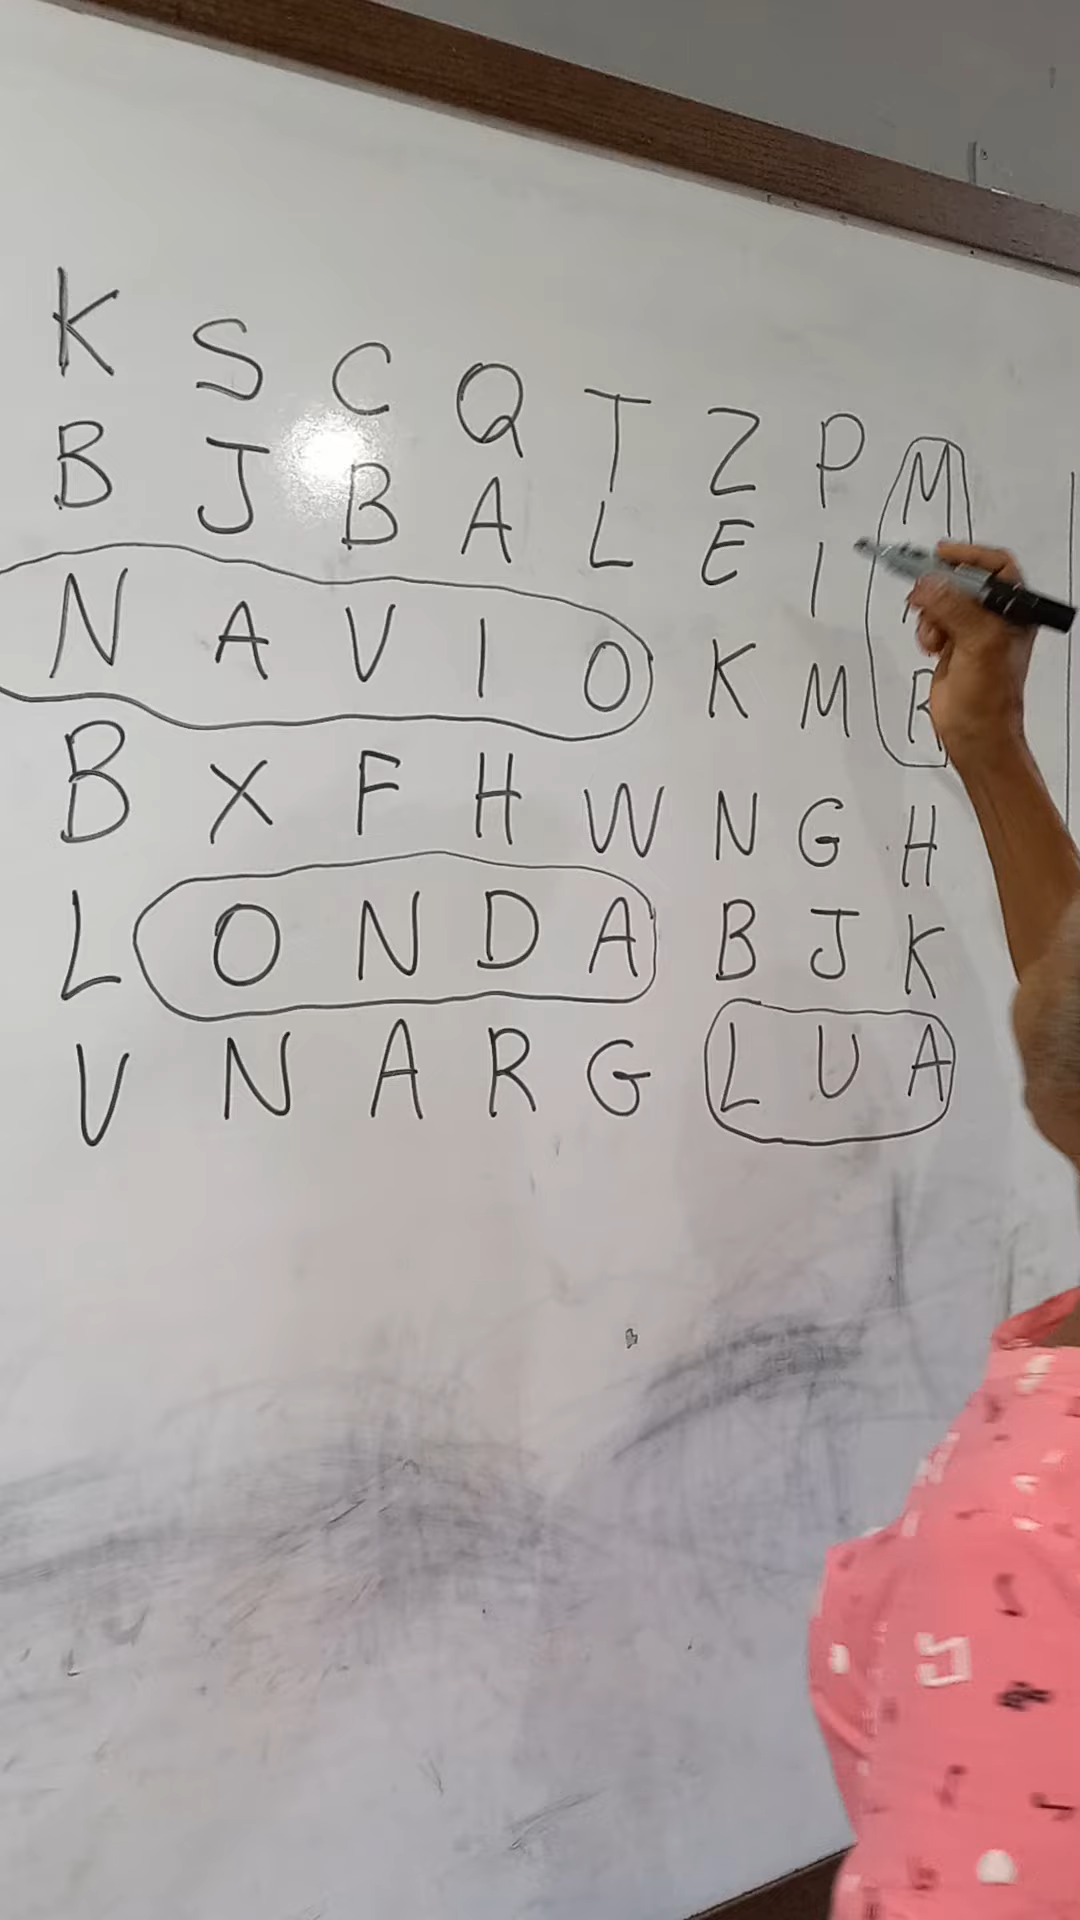 K S C Q T Z P M
B J B A L E I
N A V I O K M R
B X F H W N G H
L O N D A B J K
V N A R G L U A